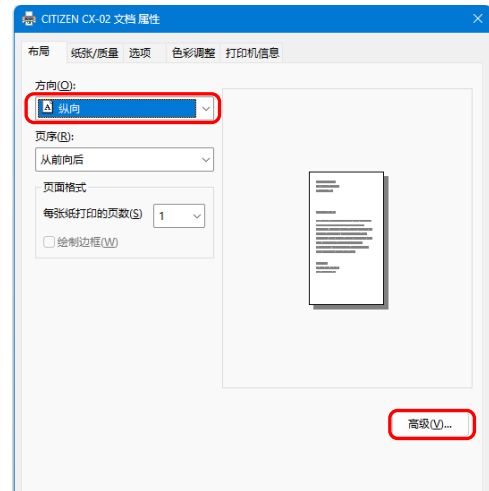 CITIZEN CX-02 文档 属性
布局 纸张/质量 选项 色彩调整 打印机信息
方向(O):
纵向
页序(R):
从前向后
页面格式
每张纸打印的页数(S) 1
绘制边框(W)
高级(V)...